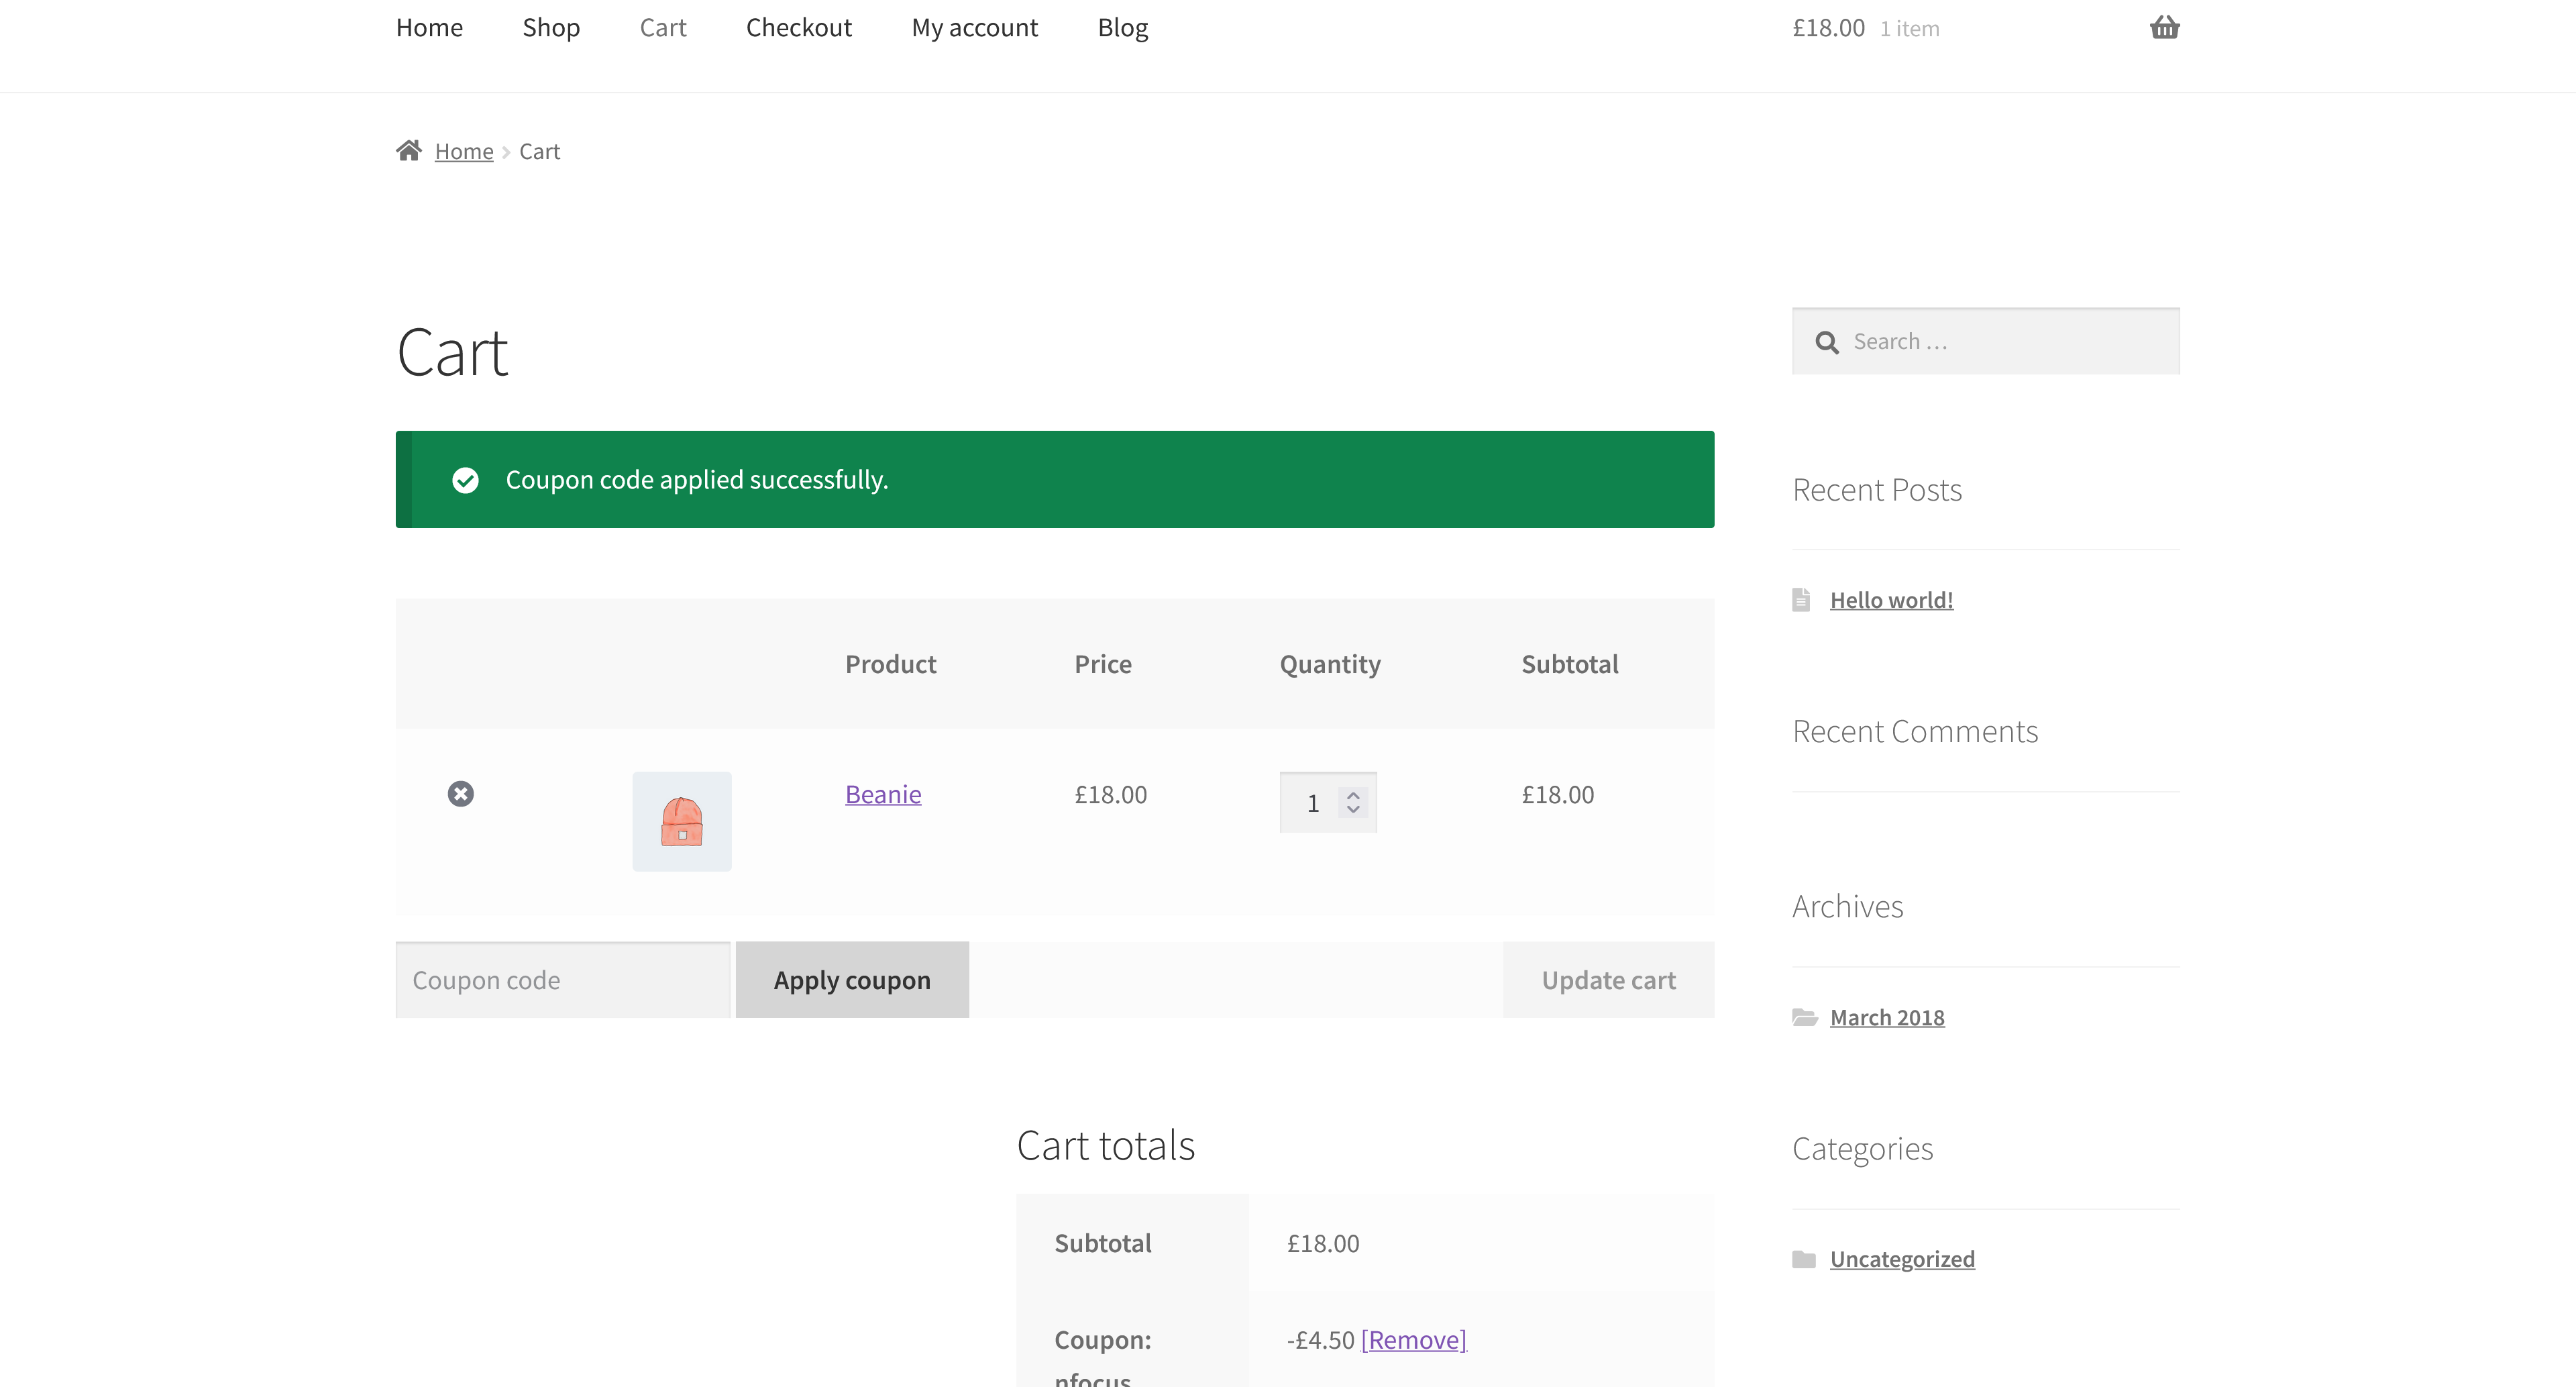 Home Shop Cart Checkout My account Blog £18.00 1 item
Home Cart
Cart
Search …
Coupon code applied successfully.
Recent Posts
Hello world!
Product Price Quantity Subtotal
Recent Comments
Beanie £18.00 1 £18.00
Archives
Coupon code Apply coupon Update cart
March 2018
Cart totals
Categories
Subtotal £18.00
Uncategorized
Coupon: -£4.50 [Remove]
nfocus